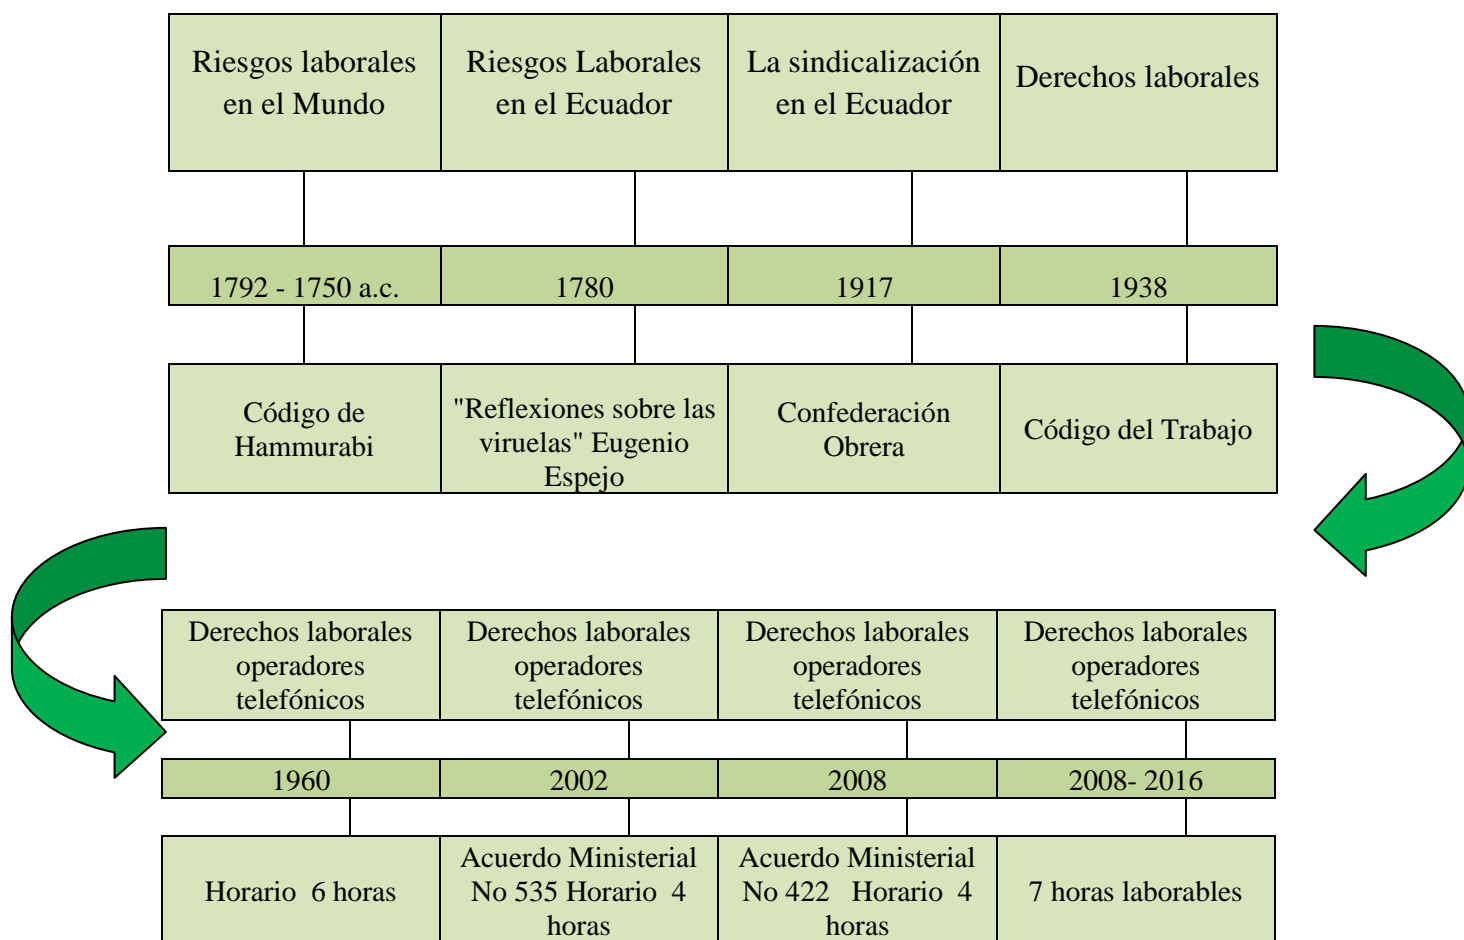 Riesgos laborales
en el Mundo
Riesgos Laborales
en el Ecuador
La sindicalización
en el Ecuador
Derechos laborales
1792 - 1750 a.c.
1780
1917
1938
Código de
Hammurabi
"Reflexiones sobre las
viruelas" Eugenio
Espejo
Confederación
Obrera
Código del Trabajo
Derechos laborales
operadores
telefónicos
Derechos laborales
operadores
telefónicos
Derechos laborales
operadores
telefónicos
Derechos laborales
operadores
telefónicos
1960
2002
2008
2008- 2016
Horario 6 horas
Acuerdo Ministerial
No 535 Horario 4
horas
Acuerdo Ministerial
No 422 Horario 4
horas
7 horas laborables